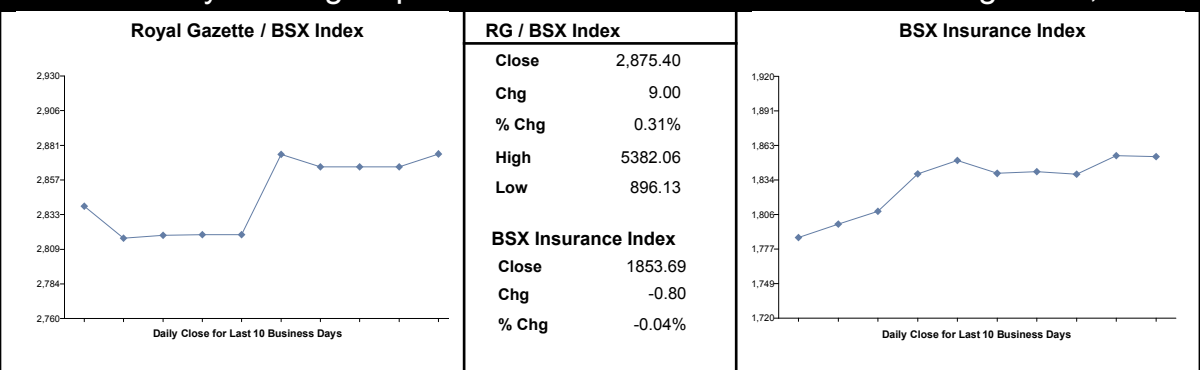 Royal Gazette / BSX Index
2,930
2,906
2,881
2,857
2,833
2,809
2,784
2,760
Daily Close for Last 10 Business Days
RG / BSX Index
Close 2,875.40
Chg 9.00
% Chg 0.31%
High 5382.06
Low 896.13
BSX Insurance Index
Close 1853.69
Chg -0.80
% Chg -0.04%
BSX Insurance Index
1,920
1,891
1,863
1,834
1,806
1,777
1,749
1,720
Daily Close for Last 10 Business Days